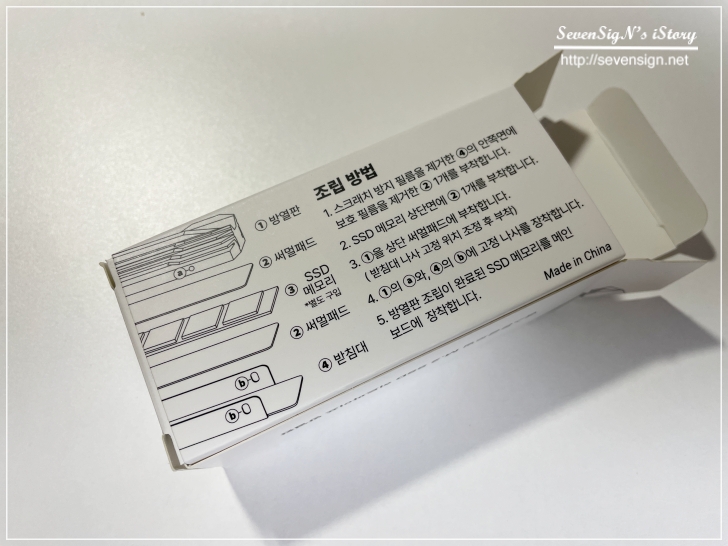 SevenSigN's iStory
http://sevensign.net
조립 방법
1. 스크래치 방지 필름을 제거한 ④의 안쪽면에
보호 필름을 제거한 ② 1개를 부착합니다.
2. SSD 메모리 상단면에 ② 1개를 부착합니다.
3. ①을 상단 써멀패드에 부착합니다.
( 받침대 나사 고정 위치 조정 후 부착)
4. ①의 ⓐ와, ④의 ⓑ에 고정 나사를 장착합니다.
5. 방열판 조립이 완료된 SSD 메모리를 메인
보드에 장착합니다.
Made in China
① 방열판
② 써멀패드
③ SSD
메모리
*별도 구입
② 써멀패드
④ 받침대
ⓐ
ⓑ
ⓑ